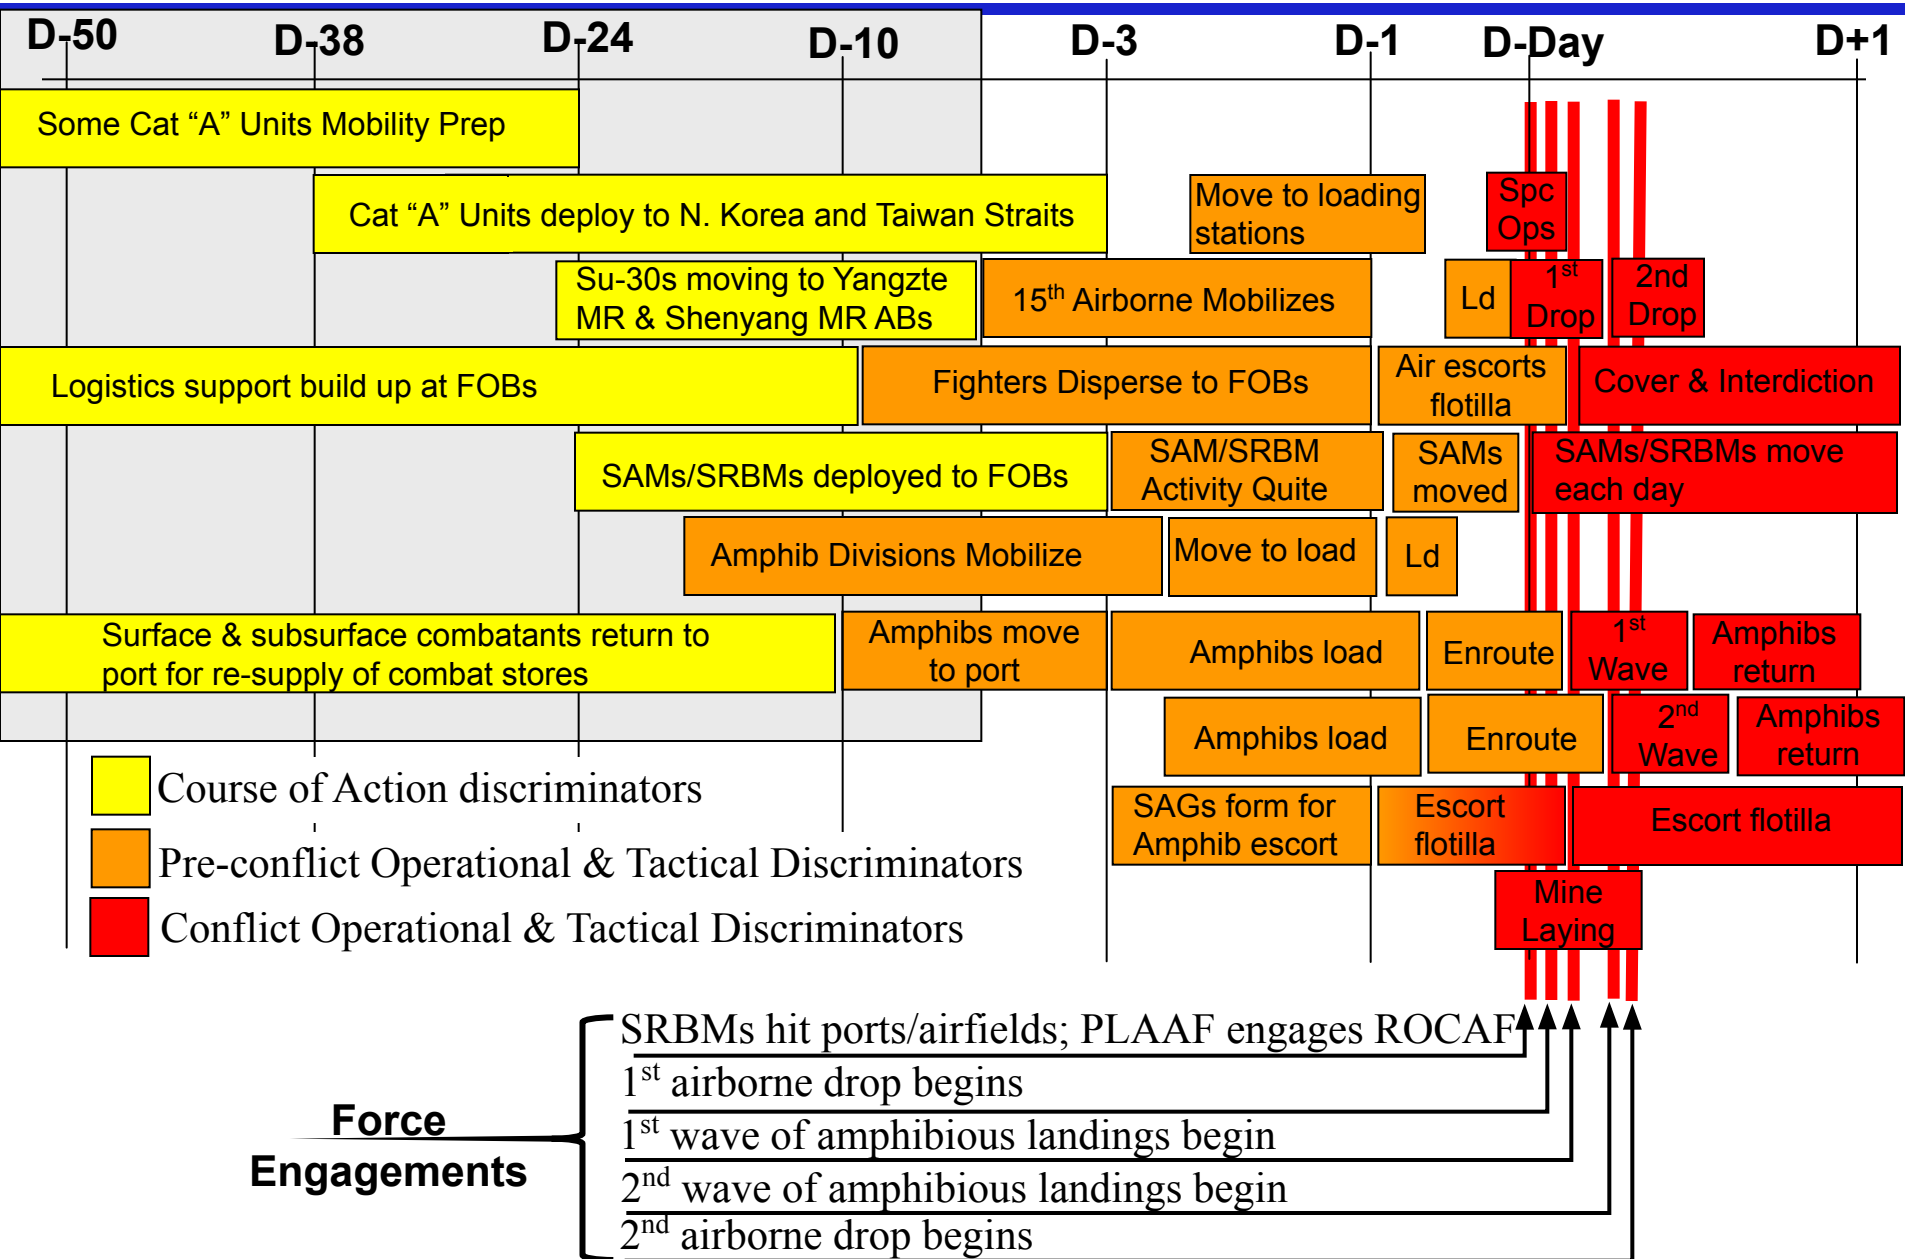 D-50 D-38 D-24 D-10 D-3 D-1 D-Day D+1
Some Cat “A” Units Mobility Prep
Cat “A” Units deploy to N. Korea and Taiwan Straits
Move to loading
stations
Spc
Ops
Su-30s moving to Yangzte
MR & Shenyang MR ABs
15th Airborne Mobilizes
Ld
1st
Drop
2nd
Drop
Logistics support build up at FOBs
Fighters Disperse to FOBs
Air escorts
flotilla
Cover & Interdiction
SAMs/SRBMs deployed to FOBs
SAM/SRBM
Activity Quite
SAMs
moved
SAMs/SRBMs move
each day
Amphib Divisions Mobilize
Move to load
Ld
Surface & subsurface combatants return to
port for re-supply of combat stores
Amphibs move
to port
Amphibs load
Enroute
1st
Wave
Amphibs
return
Amphibs load
Enroute
2nd
Wave
Amphibs
return
SAGs form for
Amphib escort
Escort
flotilla
Escort flotilla
Mine
Laying
Course of Action discriminators
Pre-conflict Operational & Tactical Discriminators
Conflict Operational & Tactical Discriminators
Force
Engagements
SRBMs hit ports/airfields; PLAAF engages ROCAF
1st airborne drop begins
1st wave of amphibious landings begin
2nd wave of amphibious landings begin
2nd airborne drop begins